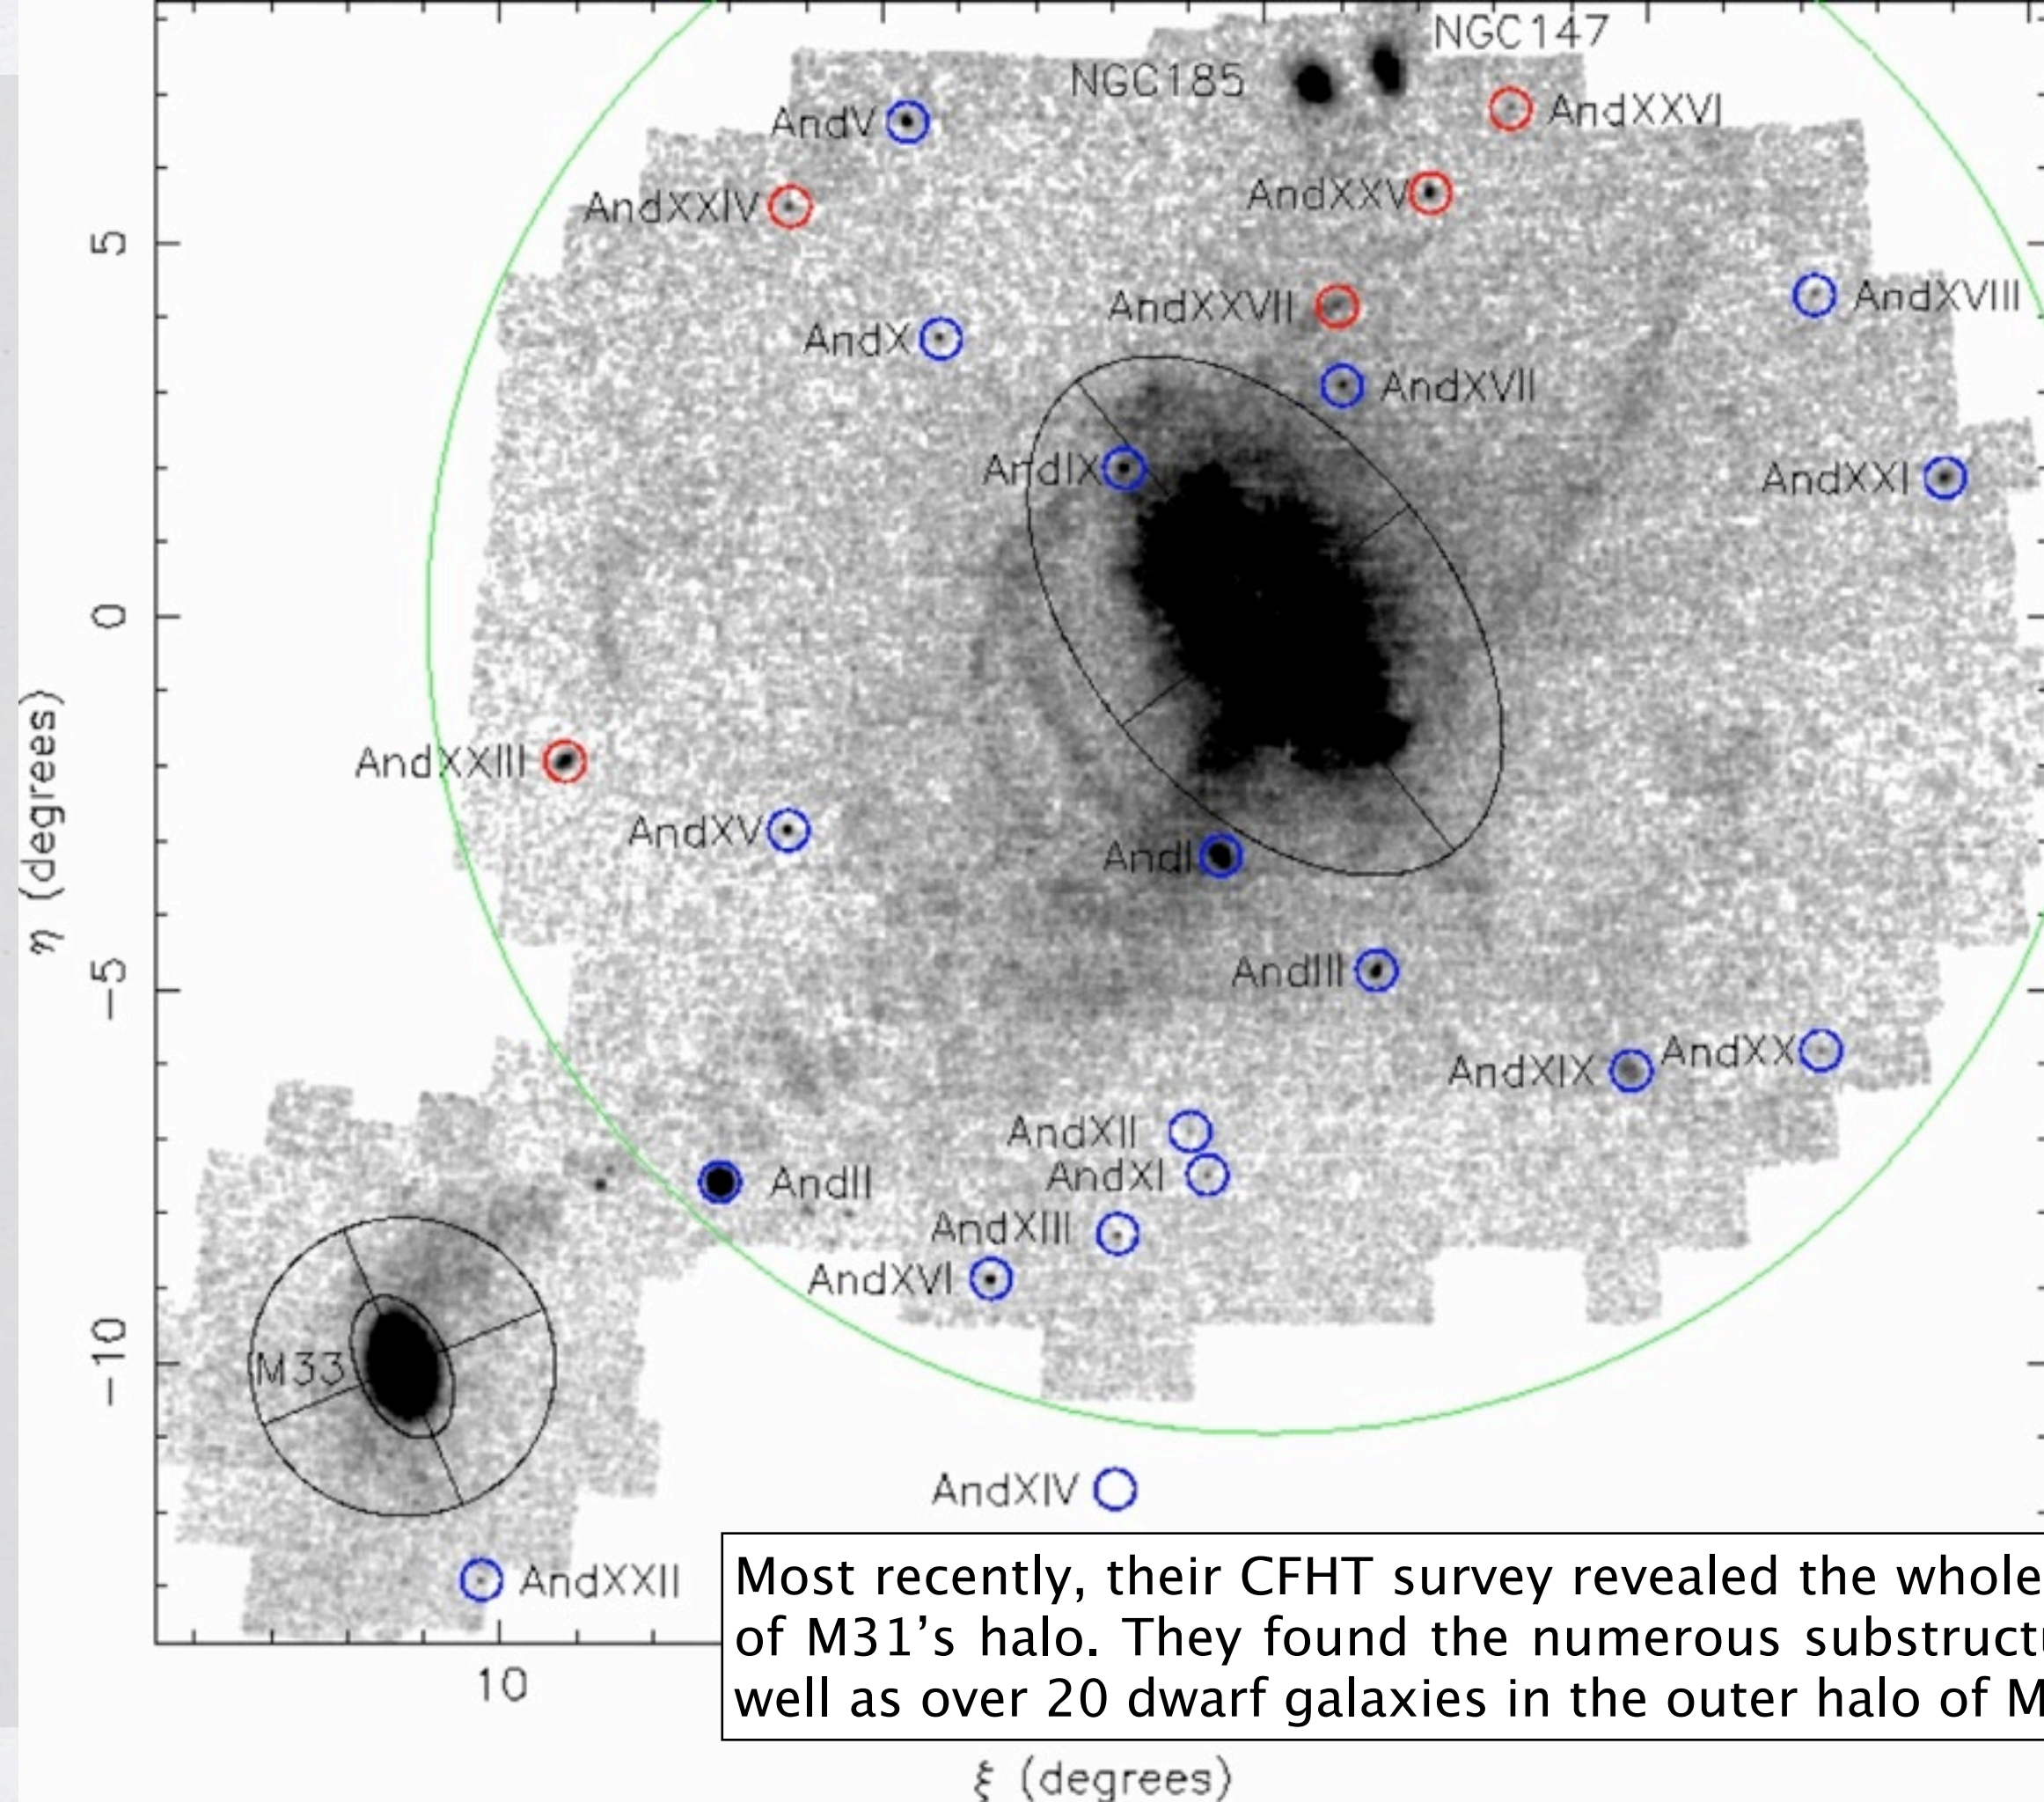 NGC147
NGC185
AndXXVI
AndV
AndXXIV
AndXXV
5
AndXXVII
AndXVIII
AndX
AndXVII
AndIX
AndXXI
0
η (degrees)
AndXXIII
AndXV
AndI
−5
AndIII
AndXIX
AndXX
AndXII
AndXI
AndII
AndXIII
AndXVI
−10
M33
AndXIV
AndXXII
10
Most recently, their CFHT survey revealed the whole
of M31’s halo. They found the numerous
well as over 20 dwarf galaxies in the outer halo of
ξ (degrees)